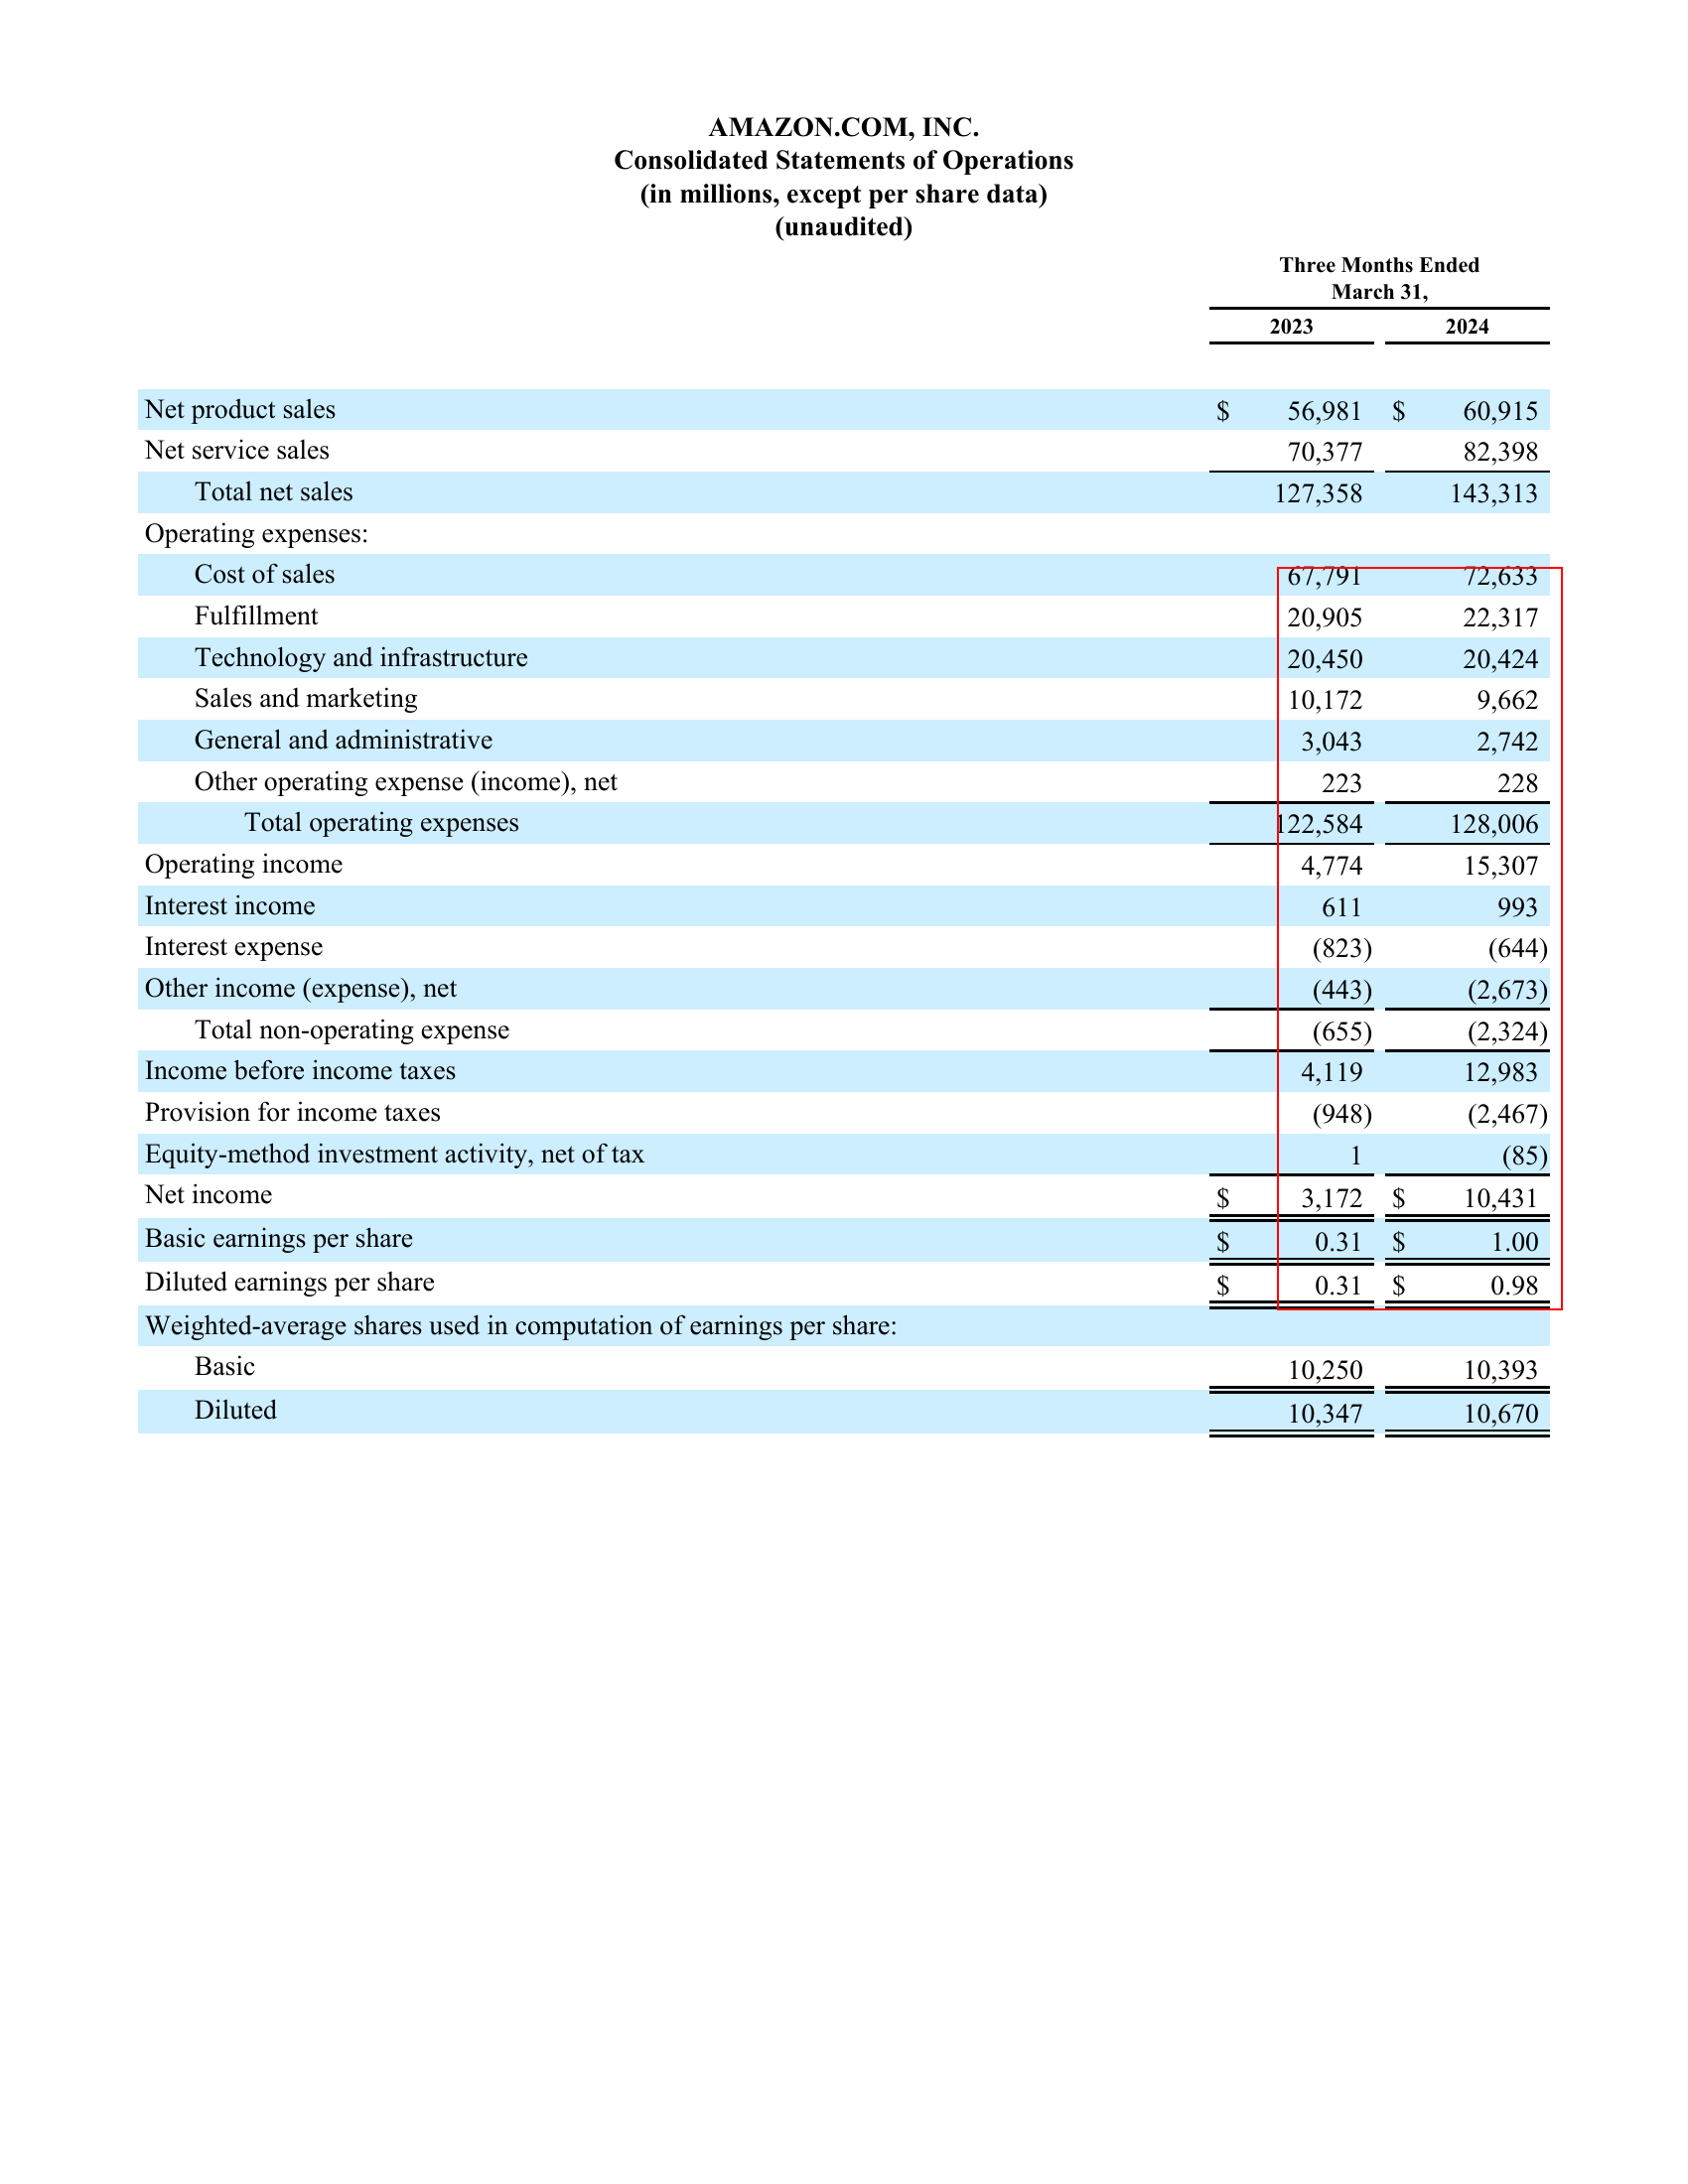 AMAZON.COM, INC.
Consolidated Statements of Operations
(in millions, except per share data)
(unaudited)
Three Months Ended
March 31,
2023 2024
Net product sales $ 56,981 $ 60,915
Net service sales 70,377 82,398
Total net sales 127,358 143,313
Operating expenses:
Cost of sales 67,791 72,633
Fulfillment 20,905 22,317
Technology and infrastructure 20,450 20,424
Sales and marketing 10,172 9,662
General and administrative 3,043 2,742
Other operating expense (income), net 223 228
Total operating expenses 122,584 128,006
Operating income 4,774 15,307
Interest income 611 993
Interest expense (823) (644)
Other income (expense), net (443) (2,673)
Total non-operating expense (655) (2,324)
Income before income taxes 4,119 12,983
Provision for income taxes (948) (2,467)
Equity-method investment activity, net of tax 1 (85)
Net income $ 3,172 $ 10,431
Basic earnings per share $ 0.31 $ 1.00
Diluted earnings per share $ 0.31 $ 0.98
Weighted-average shares used in computation of earnings per share:
Basic 10,250 10,393
Diluted 10,347 10,670